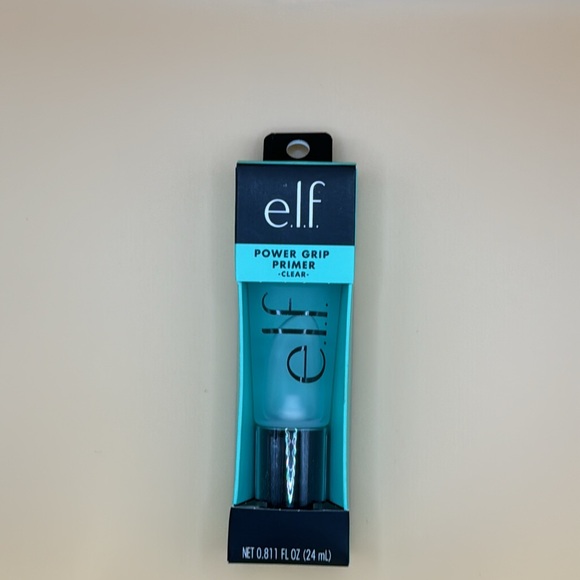 e.l.f.
POWER GRIP
PRIMER
-CLEAR-
e.l.f.
NET 0.811 FL OZ (24 mL)